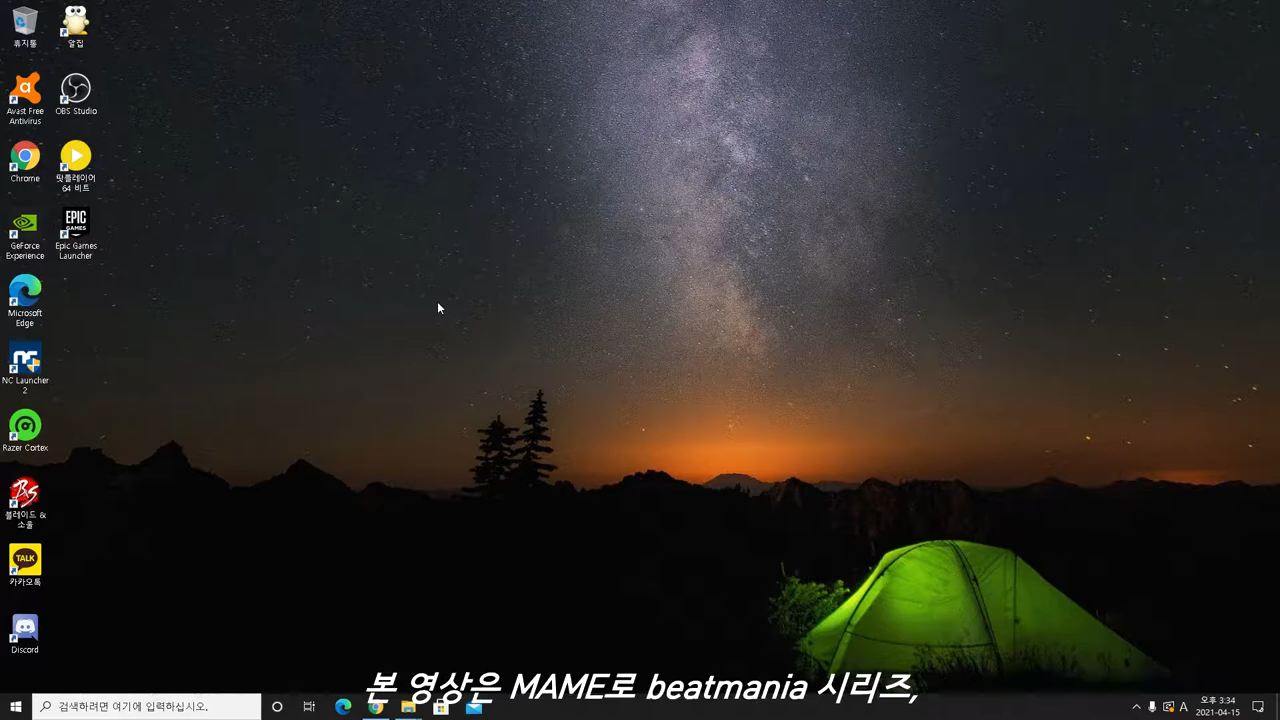 휴지통
알집
Avast Free
Antivirus
OBS Studio
Chrome
팟플레이어
64 비트
GeForce
Experience
EPIC
GAMES
Epic Games
Launcher
Microsoft
Edge
NC Launcher
2
Razer Cortex
블레이드 &
소울
TALK
카카오톡
Discord
본 영상은 MAME로 beatmania 시리즈,
검색하려면 여기에 입력하십시오.
A
오후 3:34
2021-04-15